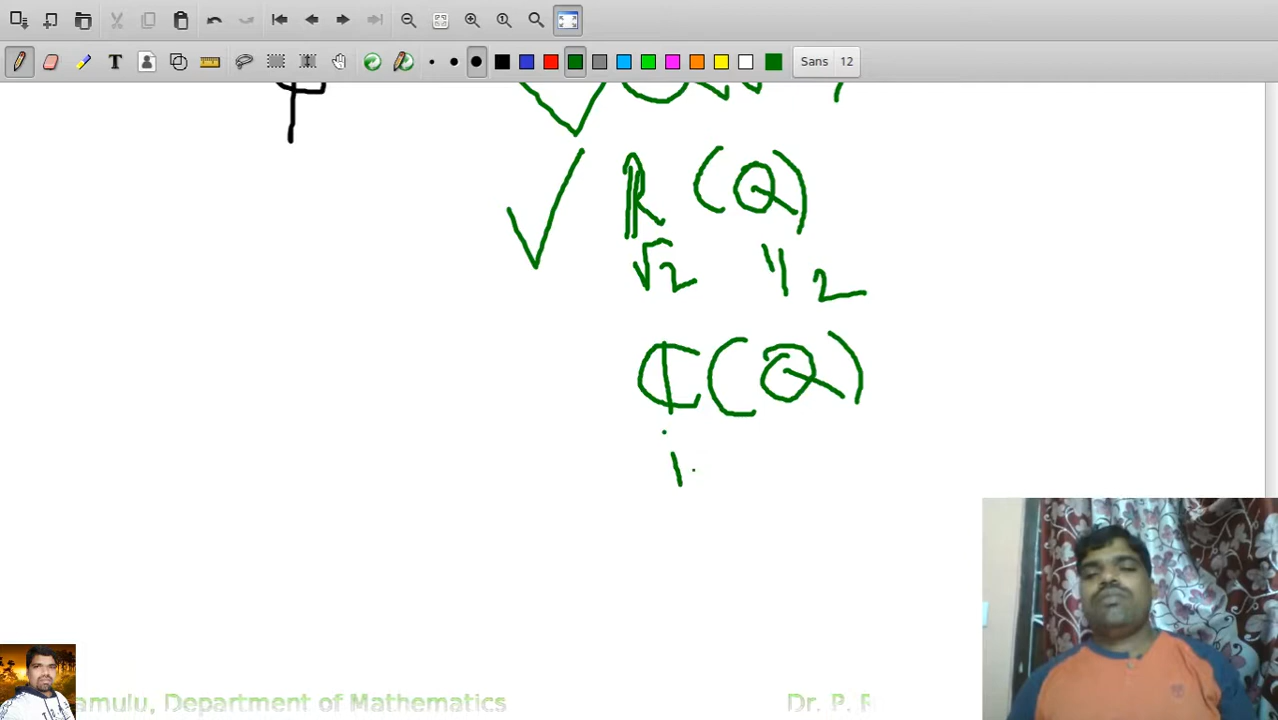 Sans 12
ℝ (Q)
√2 1/2
ℂ (Q)
amulu, Department of Mathematics Dr. P. R